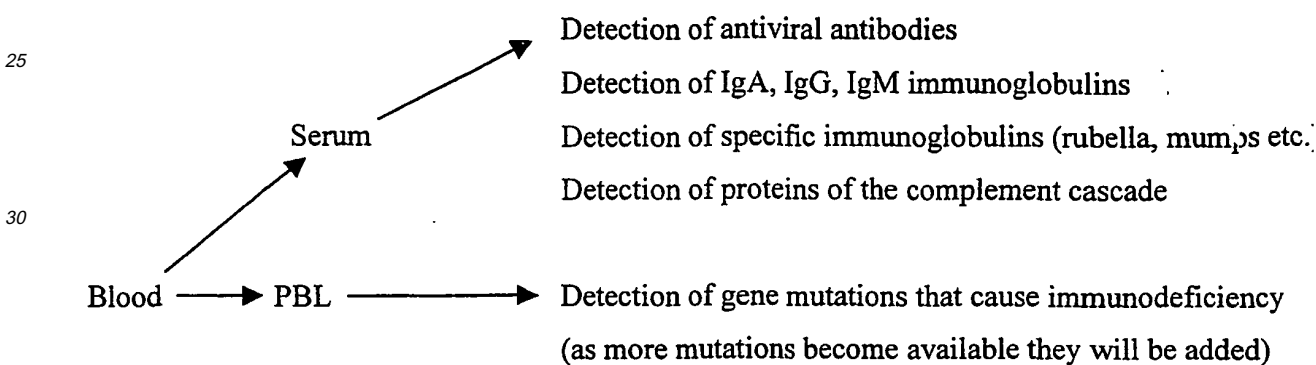 Detection of antiviral antibodies
25
Detection of IgA, IgG, IgM immunoglobulins
Serum
Detection of specific immunoglobulins (rubella, mumps etc.)
Detection of proteins of the complement cascade
30
Blood
PBL
Detection of gene mutations that cause immunodeficiency
(as more mutations become available they will be added)